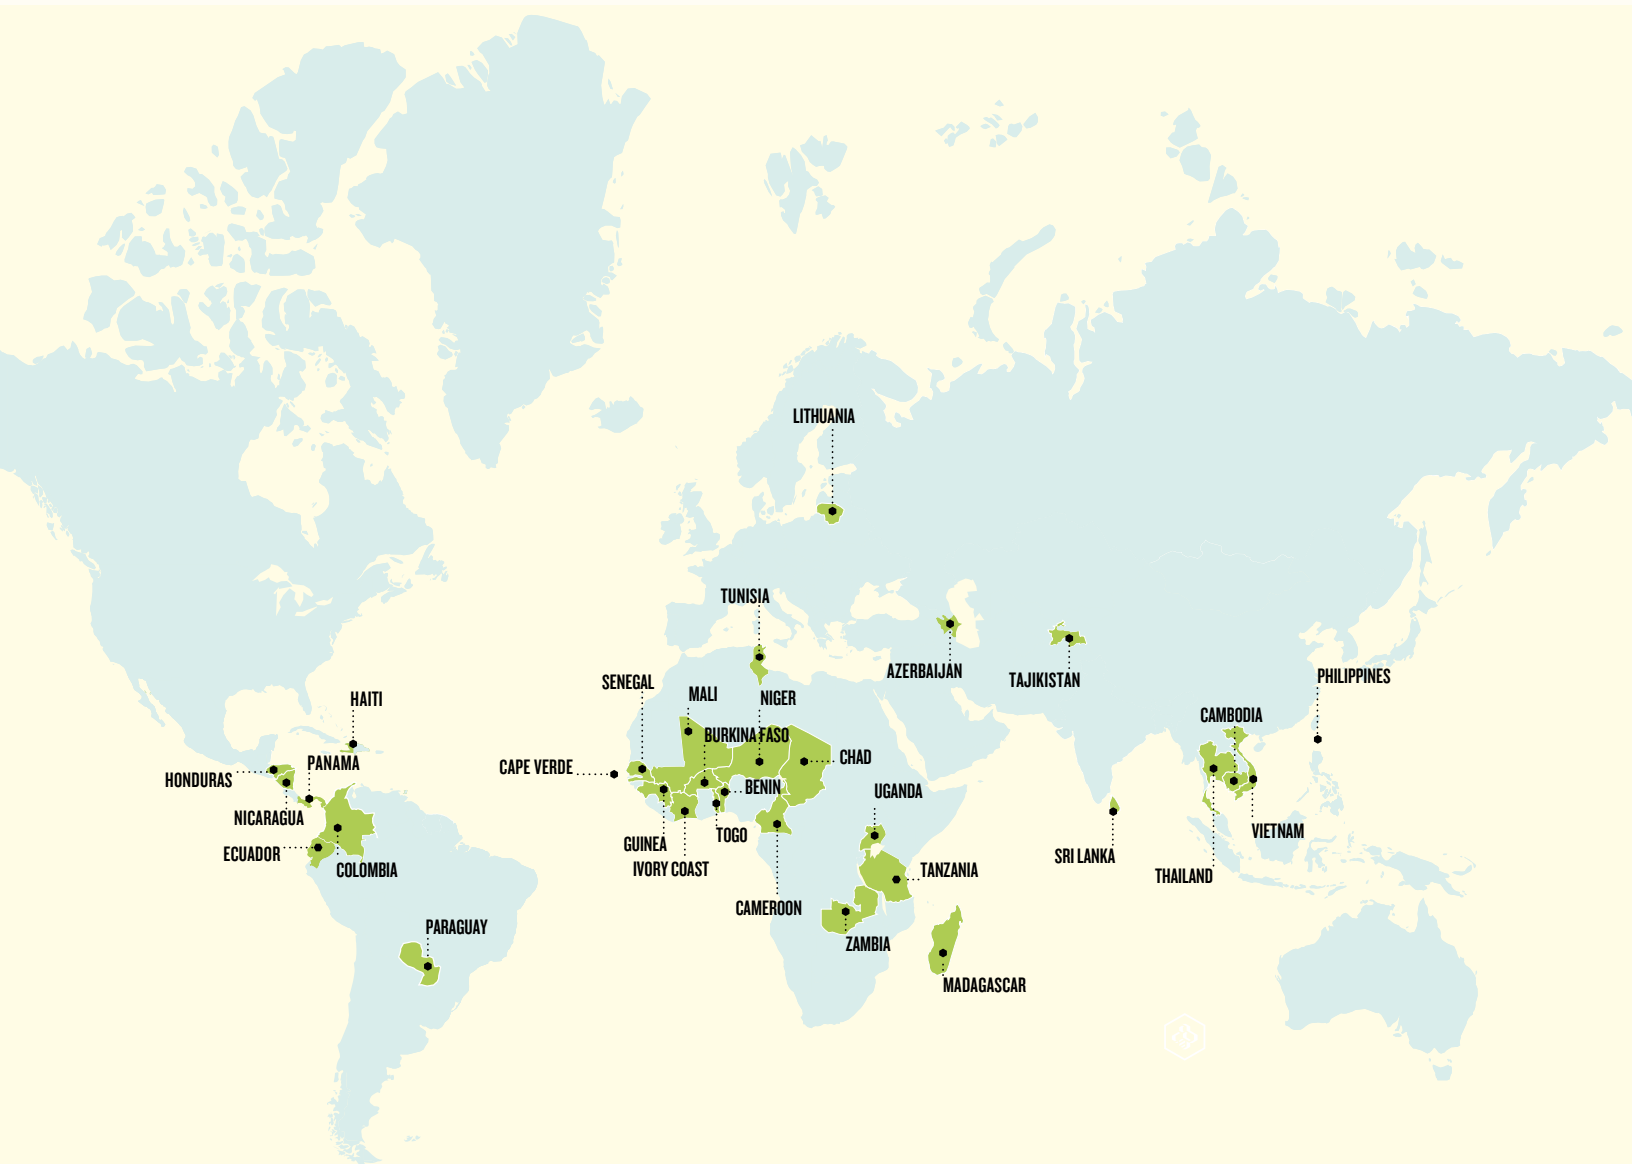 LITHUANIA
TUNISIA
AZERBAIJAN
TAJIKISTAN
PHILIPPINES
SENEGAL
MALI
NIGER
HAITI
CAMBODIA
BURKINA FASO
CHAD
PANAMA
CAPE VERDE
HONDURAS
BENIN
UGANDA
NICARAGUA
VIETNAM
TOGO
GUINEA
ECUADOR
SRI LANKA
COLOMBIA
IVORY COAST
TANZANIA
THAILAND
CAMEROON
PARAGUAY
ZAMBIA
MADAGASCAR